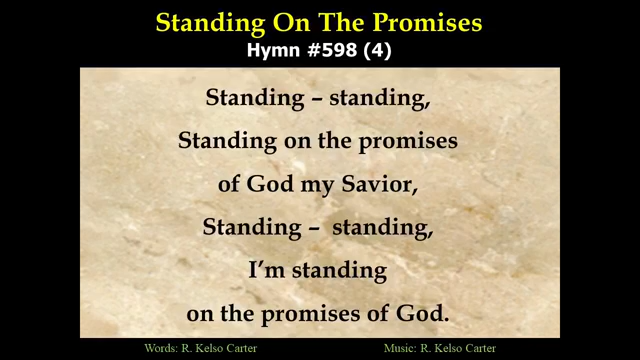 Standing On The Promises
Hymn #598 (4)
Standing – standing,
Standing on the promises
of God my Savior,
Standing –  standing,
I’m standing
on the promises of God.
Words: R. Kelso Carter
Music: R. Kelso Carter